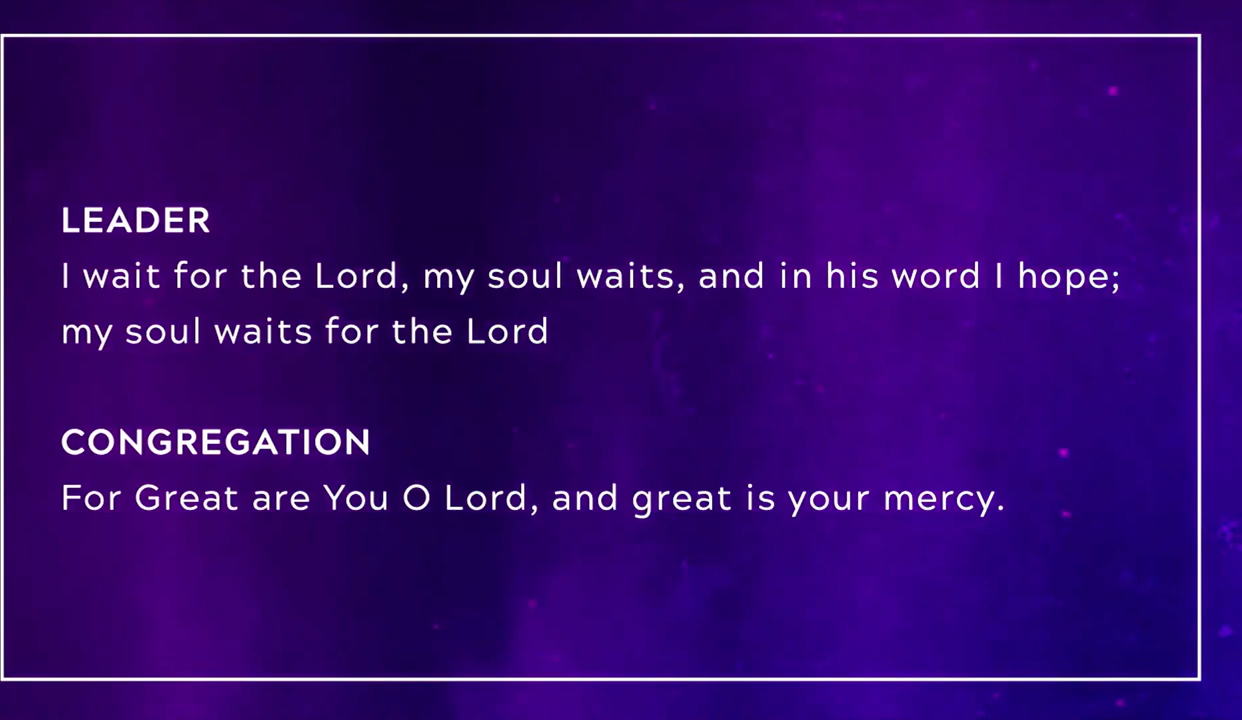 LEADER
I wait for the Lord, my soul waits, and in his word I hope;
my soul waits for the Lord
CONGREGATION
For Great are You O Lord, and great is your mercy.